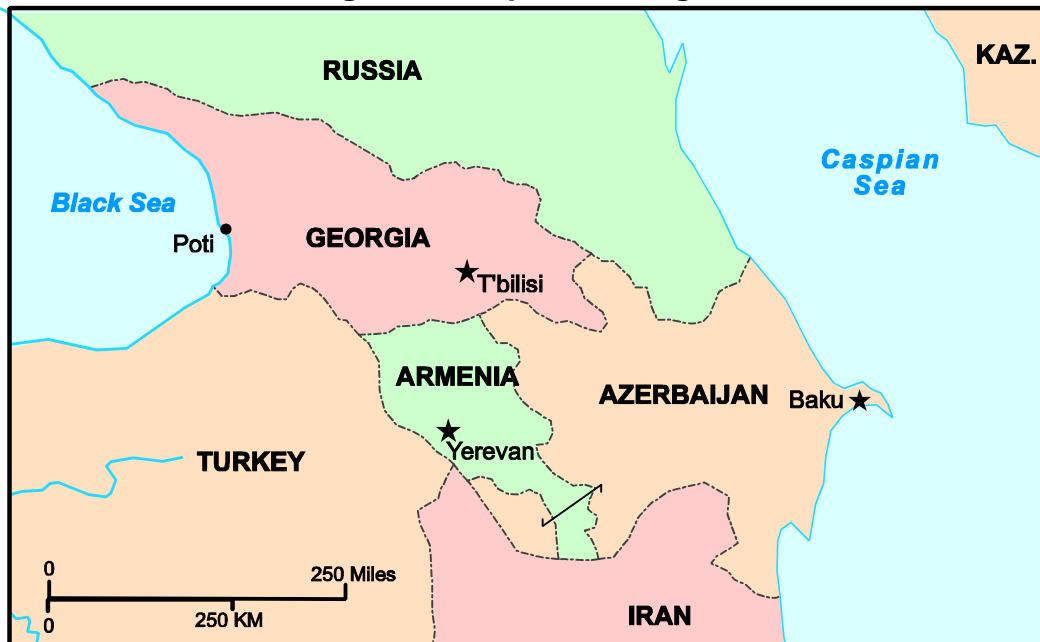 RUSSIA
KAZ.
Caspian
Sea
Black Sea
Poti
GEORGIA
T'bilisi
ARMENIA
AZERBAIJAN
Baku
Yerevan
TURKEY
0
250 Miles
0
250 KM
IRAN